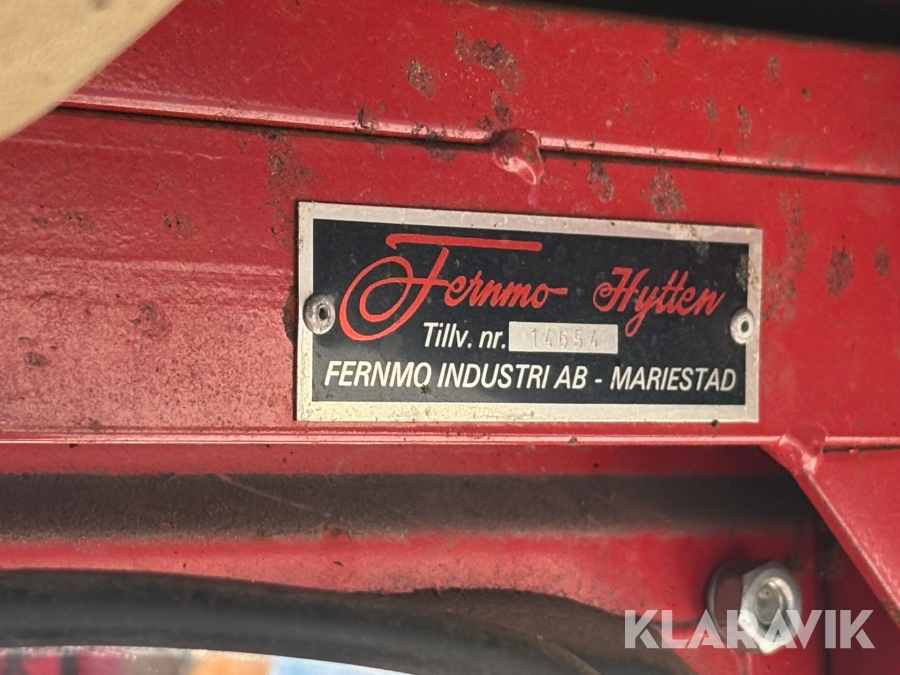 Fernmo Hytten
Tillv. nr. 14654
FERNMO INDUSTRI AB - MARIESTAD
KLARAVIK